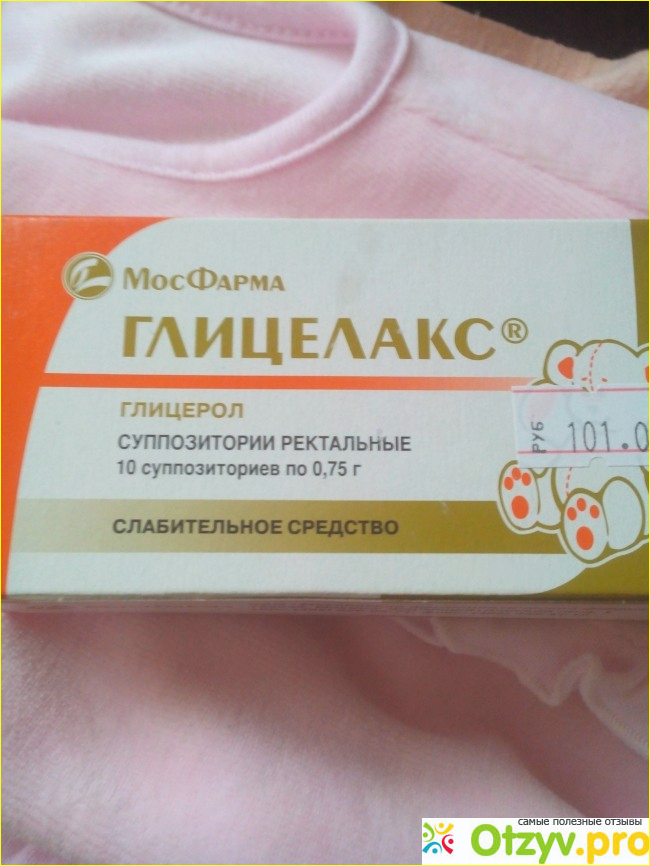 МосФарма
ГЛИЦЕЛАКС®
ГЛИЦЕРОЛ
СУППОЗИТОРИИ РЕКТАЛЬНЫЕ
10 суппозиториев по 0,75 г
РУБ 101.0
СЛАБИТЕЛЬНОЕ СРЕДСТВО
самые полезные отзывы
Otzyv.pro